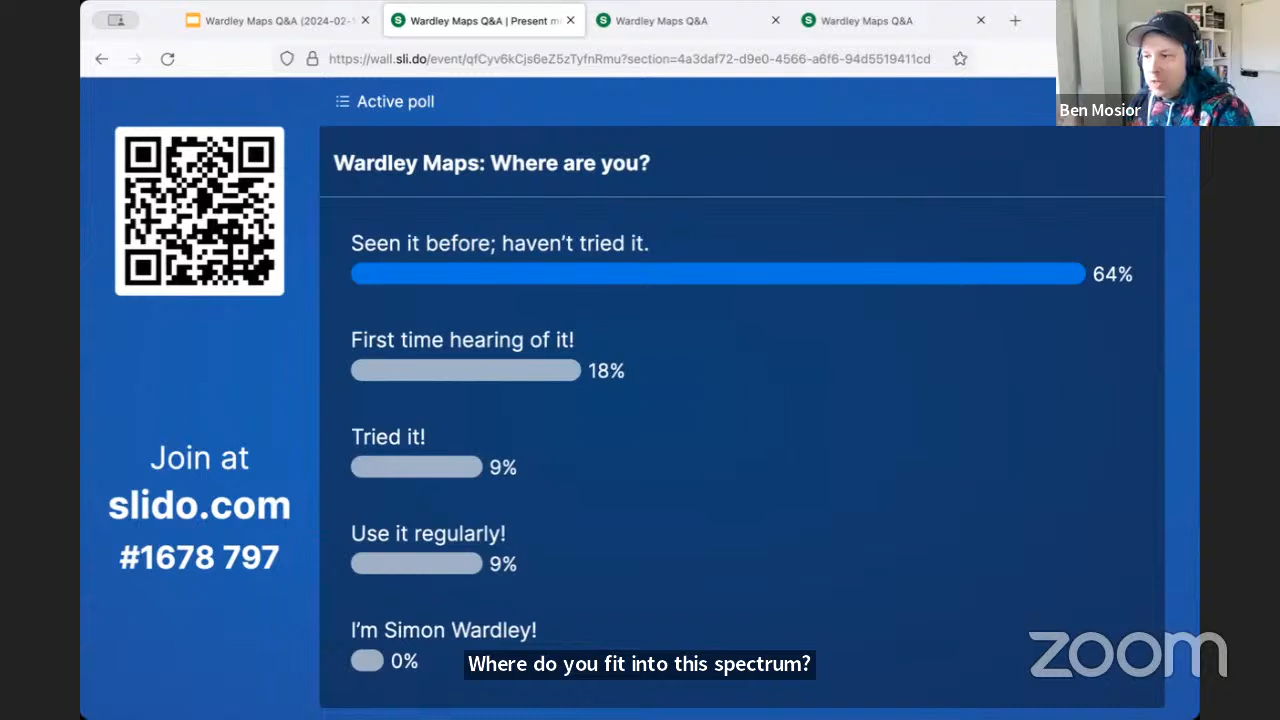 Wardley Maps Q&A (2024-02-
Wardley Maps Q&A | Present m
Wardley Maps Q&A
Wardley Maps Q&A
https://wall.sli.do/event/qfCyv6kCjs6eZ5zTyfnRmu?section=4a3daf72-d9e0-4566-a6f6-94d5519411cd
Ben Mosior
Active poll
Wardley Maps: Where are you?
Seen it before; haven't tried it.
64%
First time hearing of it!
18%
Tried it!
9%
Use it regularly!
9%
I'm Simon Wardley!
0%
Join at
slido.com
#1678 797
Where do you fit into this spectrum?
zoom